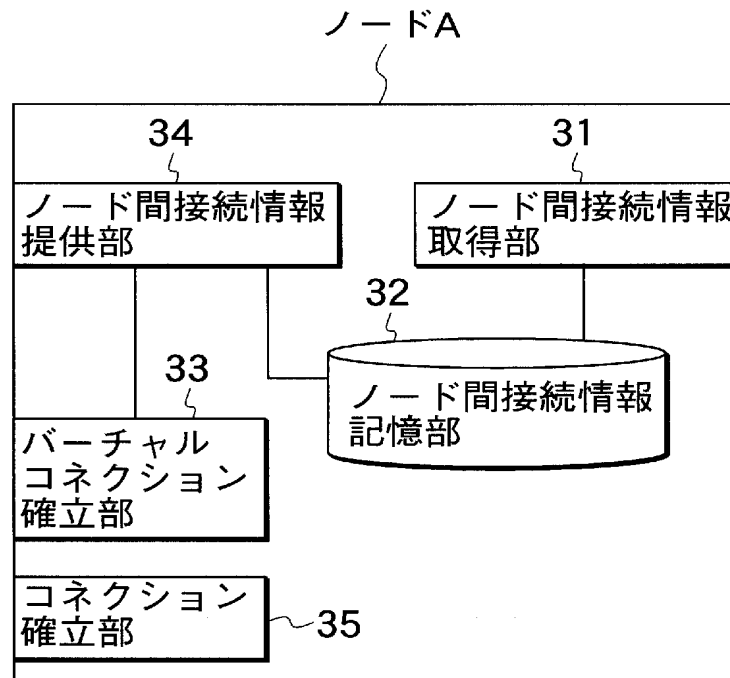 ノードA
34
31
ノード間接続情報
提供部
ノード間接続情報
取得部
32
ノード間接続情報
記憶部
33
バーチャル
コネクション
確立部
コネクション
確立部
35